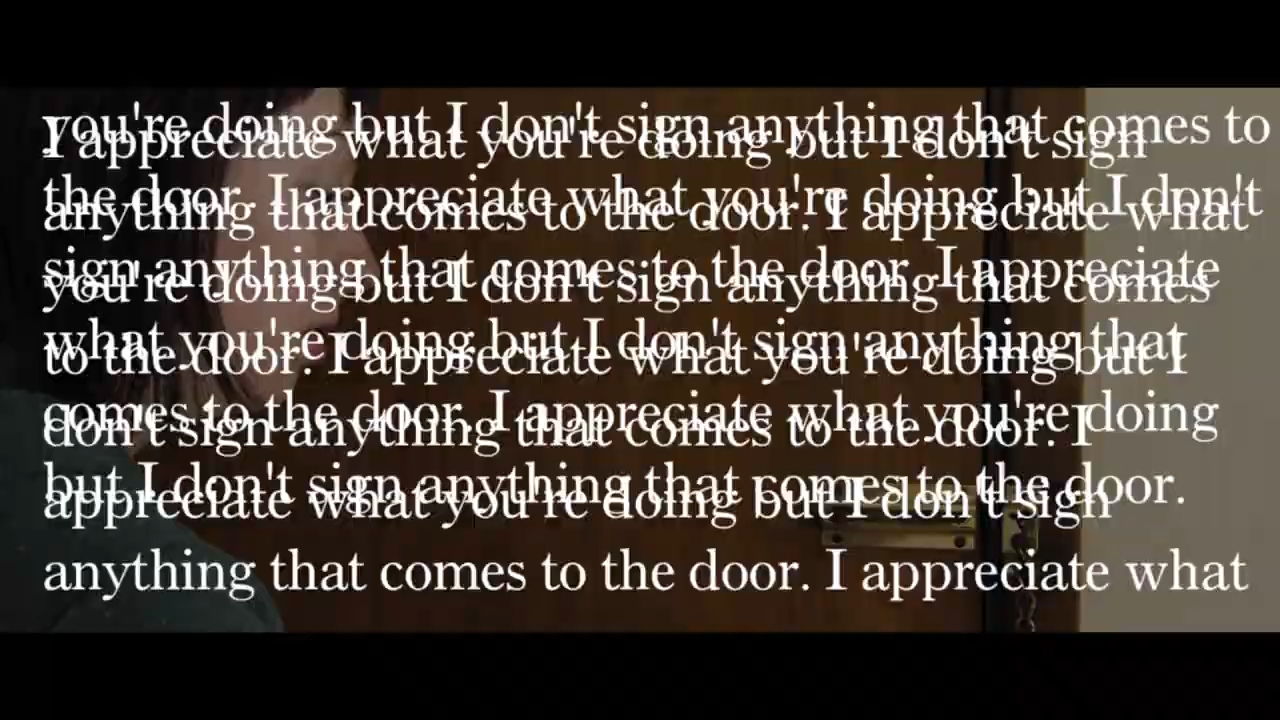 I appreciate what you're doing but I don't sign
anything that comes to the door. I appreciate what
you're doing but I don't sign anything that comes
to the door. I appreciate what you're doing but I
don't sign anything that comes to the door. I
appreciate what you're doing but I don't sign
anything that comes to the door. I appreciate what
you're doing but I don't sign anything that comes to
the door. I appreciate what you're doing but I don't
sign anything that comes to the door. I appreciate
what you're doing but I don't sign anything that
comes to the door. I appreciate what you're doing
but I don't sign anything that comes to the door.